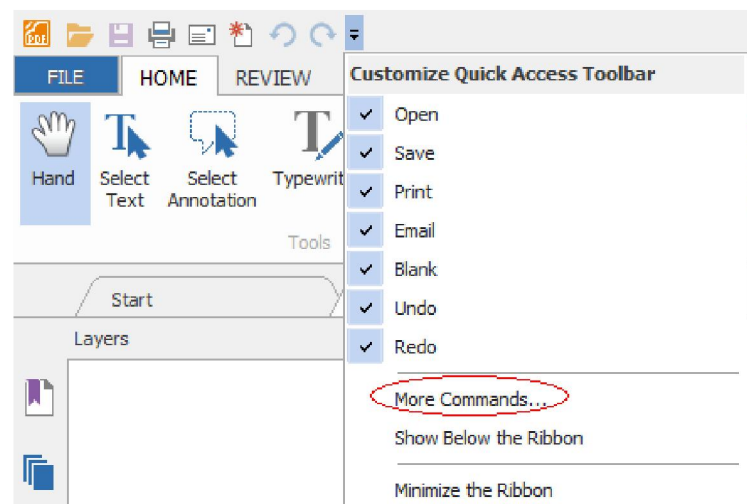 PDF
FILE
HOME
REVIEW
Customize Quick Access Toolbar
Hand
Select
Text
Select
Annotation
Typewrit
Tools
Open
Save
Print
Email
Blank
Undo
Redo
More Commands...
Show Below the Ribbon
Minimize the Ribbon
Start
Layers